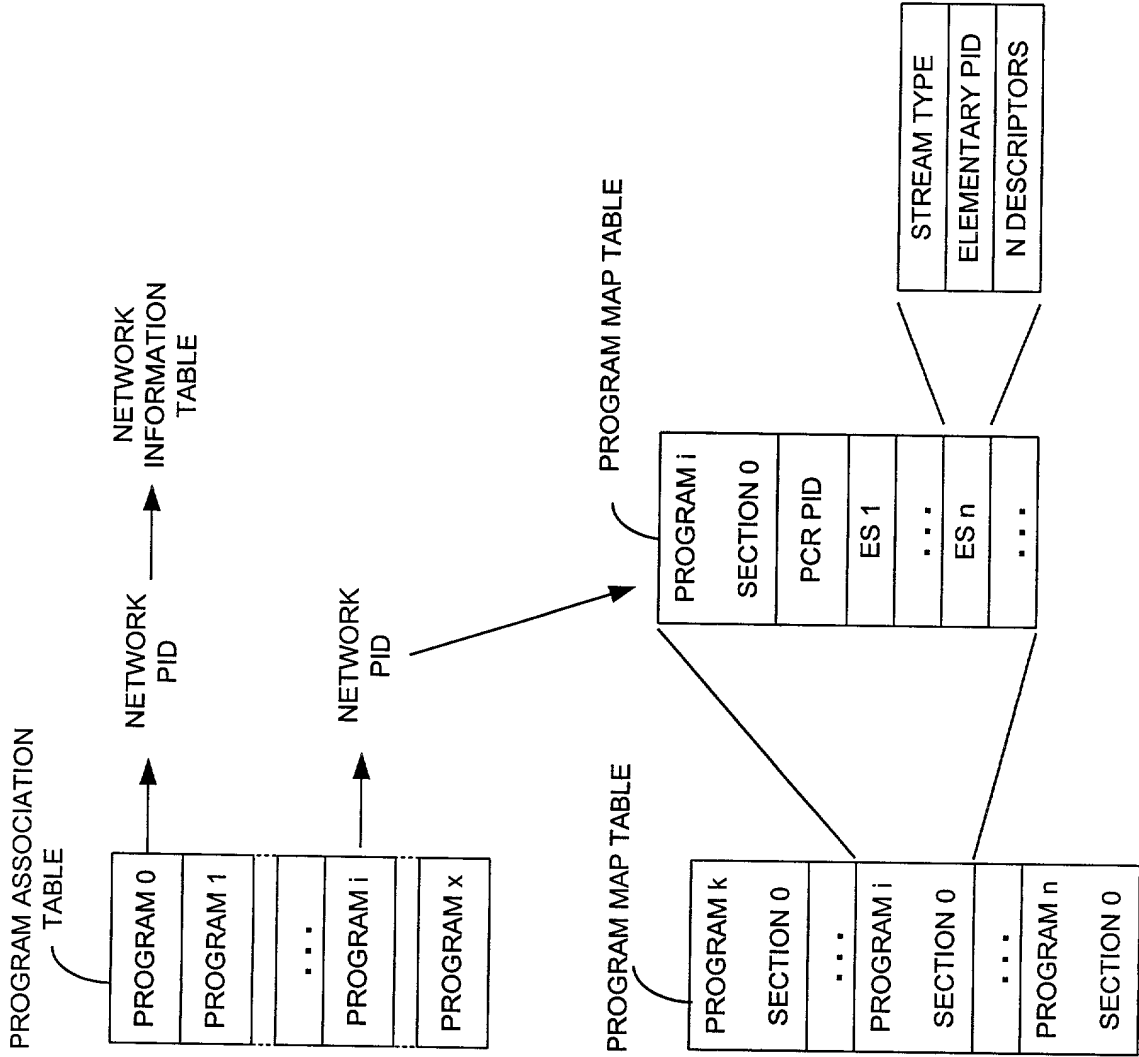 PROGRAM ASSOCIATION
TABLE
PROGRAM 0
PROGRAM 1
...
PROGRAM i
PROGRAM x
NETWORK
PID
NETWORK
INFORMATION
TABLE
NETWORK
PID
PROGRAM MAP TABLE
PROGRAM k
SECTION 0
...
PROGRAM i
SECTION 0
...
PROGRAM n
SECTION 0
PROGRAM MAP TABLE
PROGRAM i
SECTION 0
PCR PID
ES 1
...
ES n
...
STREAM TYPE
ELEMENTARY PID
N DESCRIPTORS